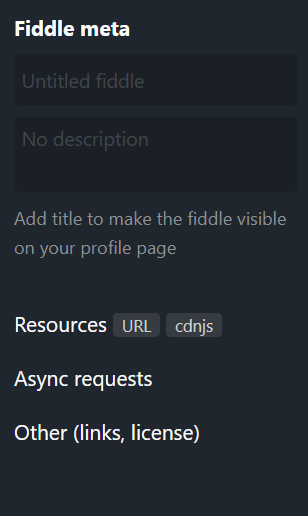 Fiddle meta
Untitled fiddle
No description
Add title to make the fiddle visible
on your profile page
Resources URL cdnjs
Async requests
Other (links, license)